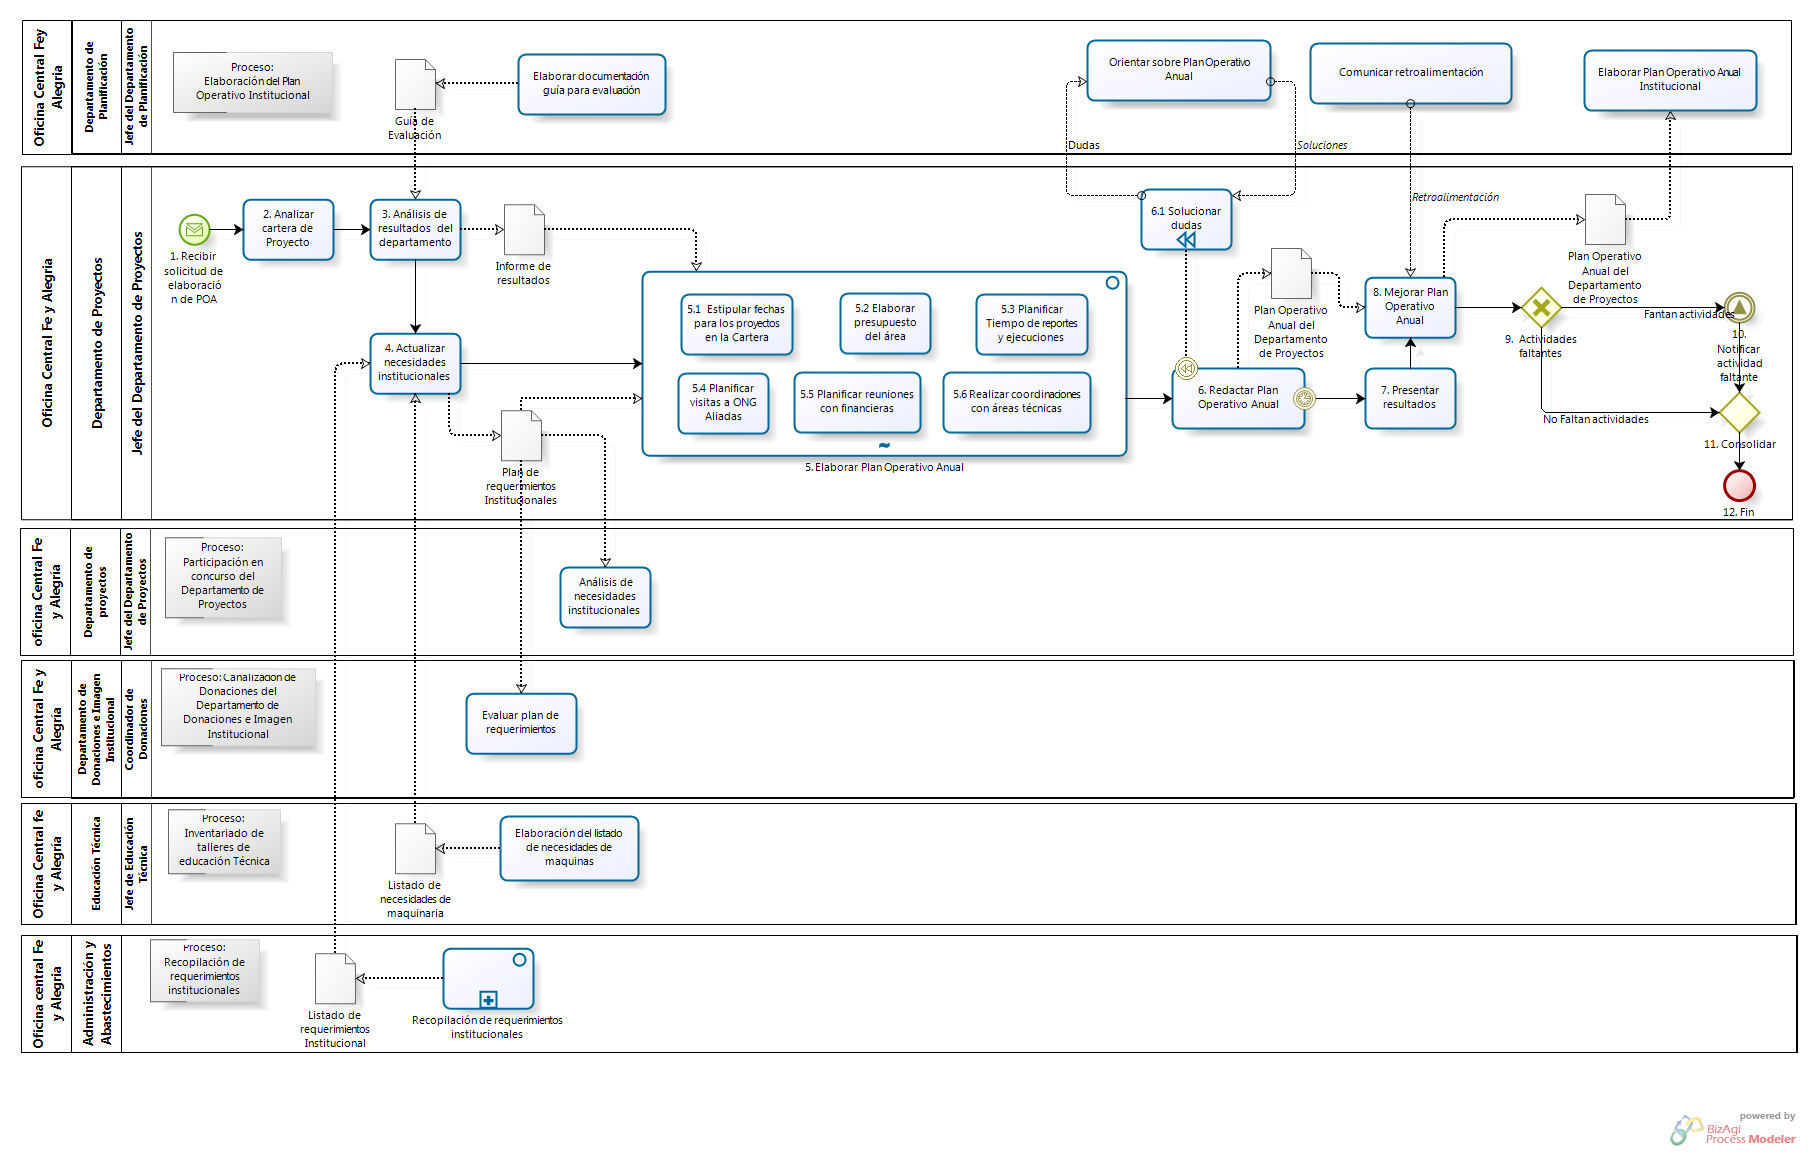 Oficina Central Fey
Alegría
Departamento de
Planificación
Jefe del Departamento
de Planificación
Proceso:
Elaboración del Plan
Operativo Institucional
Guía de
Evaluación
Elaborar documentación
guía para evaluación
Orientar sobre Plan Operativo
Anual
Comunicar retroalimentación
Elaborar Plan Operativo Anual
Institucional
Dudas
Soluciones
Retroalimentación
Oficina Central Fe y Alegria
Departamento de Proyectos
Jefe del Departamento de Proyectos
1. Recibir
solicitud de
elaboració
n de POA
2. Analizar
cartera de
Proyecto
3. Análisis de
resultados del
departamento
Informe de
resultados
4. Actualizar
necesidades
institucionales
Plan de
requerimientos
Institucionales
5.1 Estipular fechas
para los proyectos
en la Cartera
5.2 Elaborar
presupuesto
del área
5.3 Planificar
Tiempo de reportes
y ejecuciones
5.4 Planificar
visitas a ONG
Aliadas
5.5 Planificar reuniones
con financieras
5.6 Realizar coordinaciones
con áreas técnicas
5. Elaborar Plan Operativo Anual
6.1 Solucionar
dudas
6. Redactar Plan
Operativo Anual
Plan Operativo
Anual del
Departamento
de Proyectos
7. Presentar
resultados
8. Mejorar Plan
Operativo
Anual
Plan Operativo
Anual del
Departamento
de Proyectos
9. Actividades
faltantes
Fantan actividades
10.
Notificar
actividad
faltante
No Faltan actividades
11. Consolidar
12. Fin
oficina Central Fe
y Alegría
Departamento de
proyectos
Jefe del Departamento
de Proyectos
Proceso:
Participación en
concurso del
Departamento de
Proyectos
Análisis de
necesidades
institucionales
oficina Central Fe y
Alegría
Departamento de
Donaciones e Imagen
Institucional
Coordinador de
Donaciones
Proceso: Canalización de
Donaciones del
Departamento de
Donaciones e Imagen
Institucional
Evaluar plan de
requerimientos
Oficina Central fe
y Alegría
Educación Técnica
Jefe de Educación
Técnica
Proceso:
Inventariado de
talleres de
educación Técnica
Listado de
necesidades de
maquinaria
Elaboración del listado
de necesidades de
maquinas
Oficina central Fe
y Alegria
Administración y
Abastecimientos
Proceso:
Recopilación de
requerimientos
institucionales
Listado de
requerimientos
Institucional
Recopilación de requerimientos
institucionales
powered by
BizAgi
Process Modeler